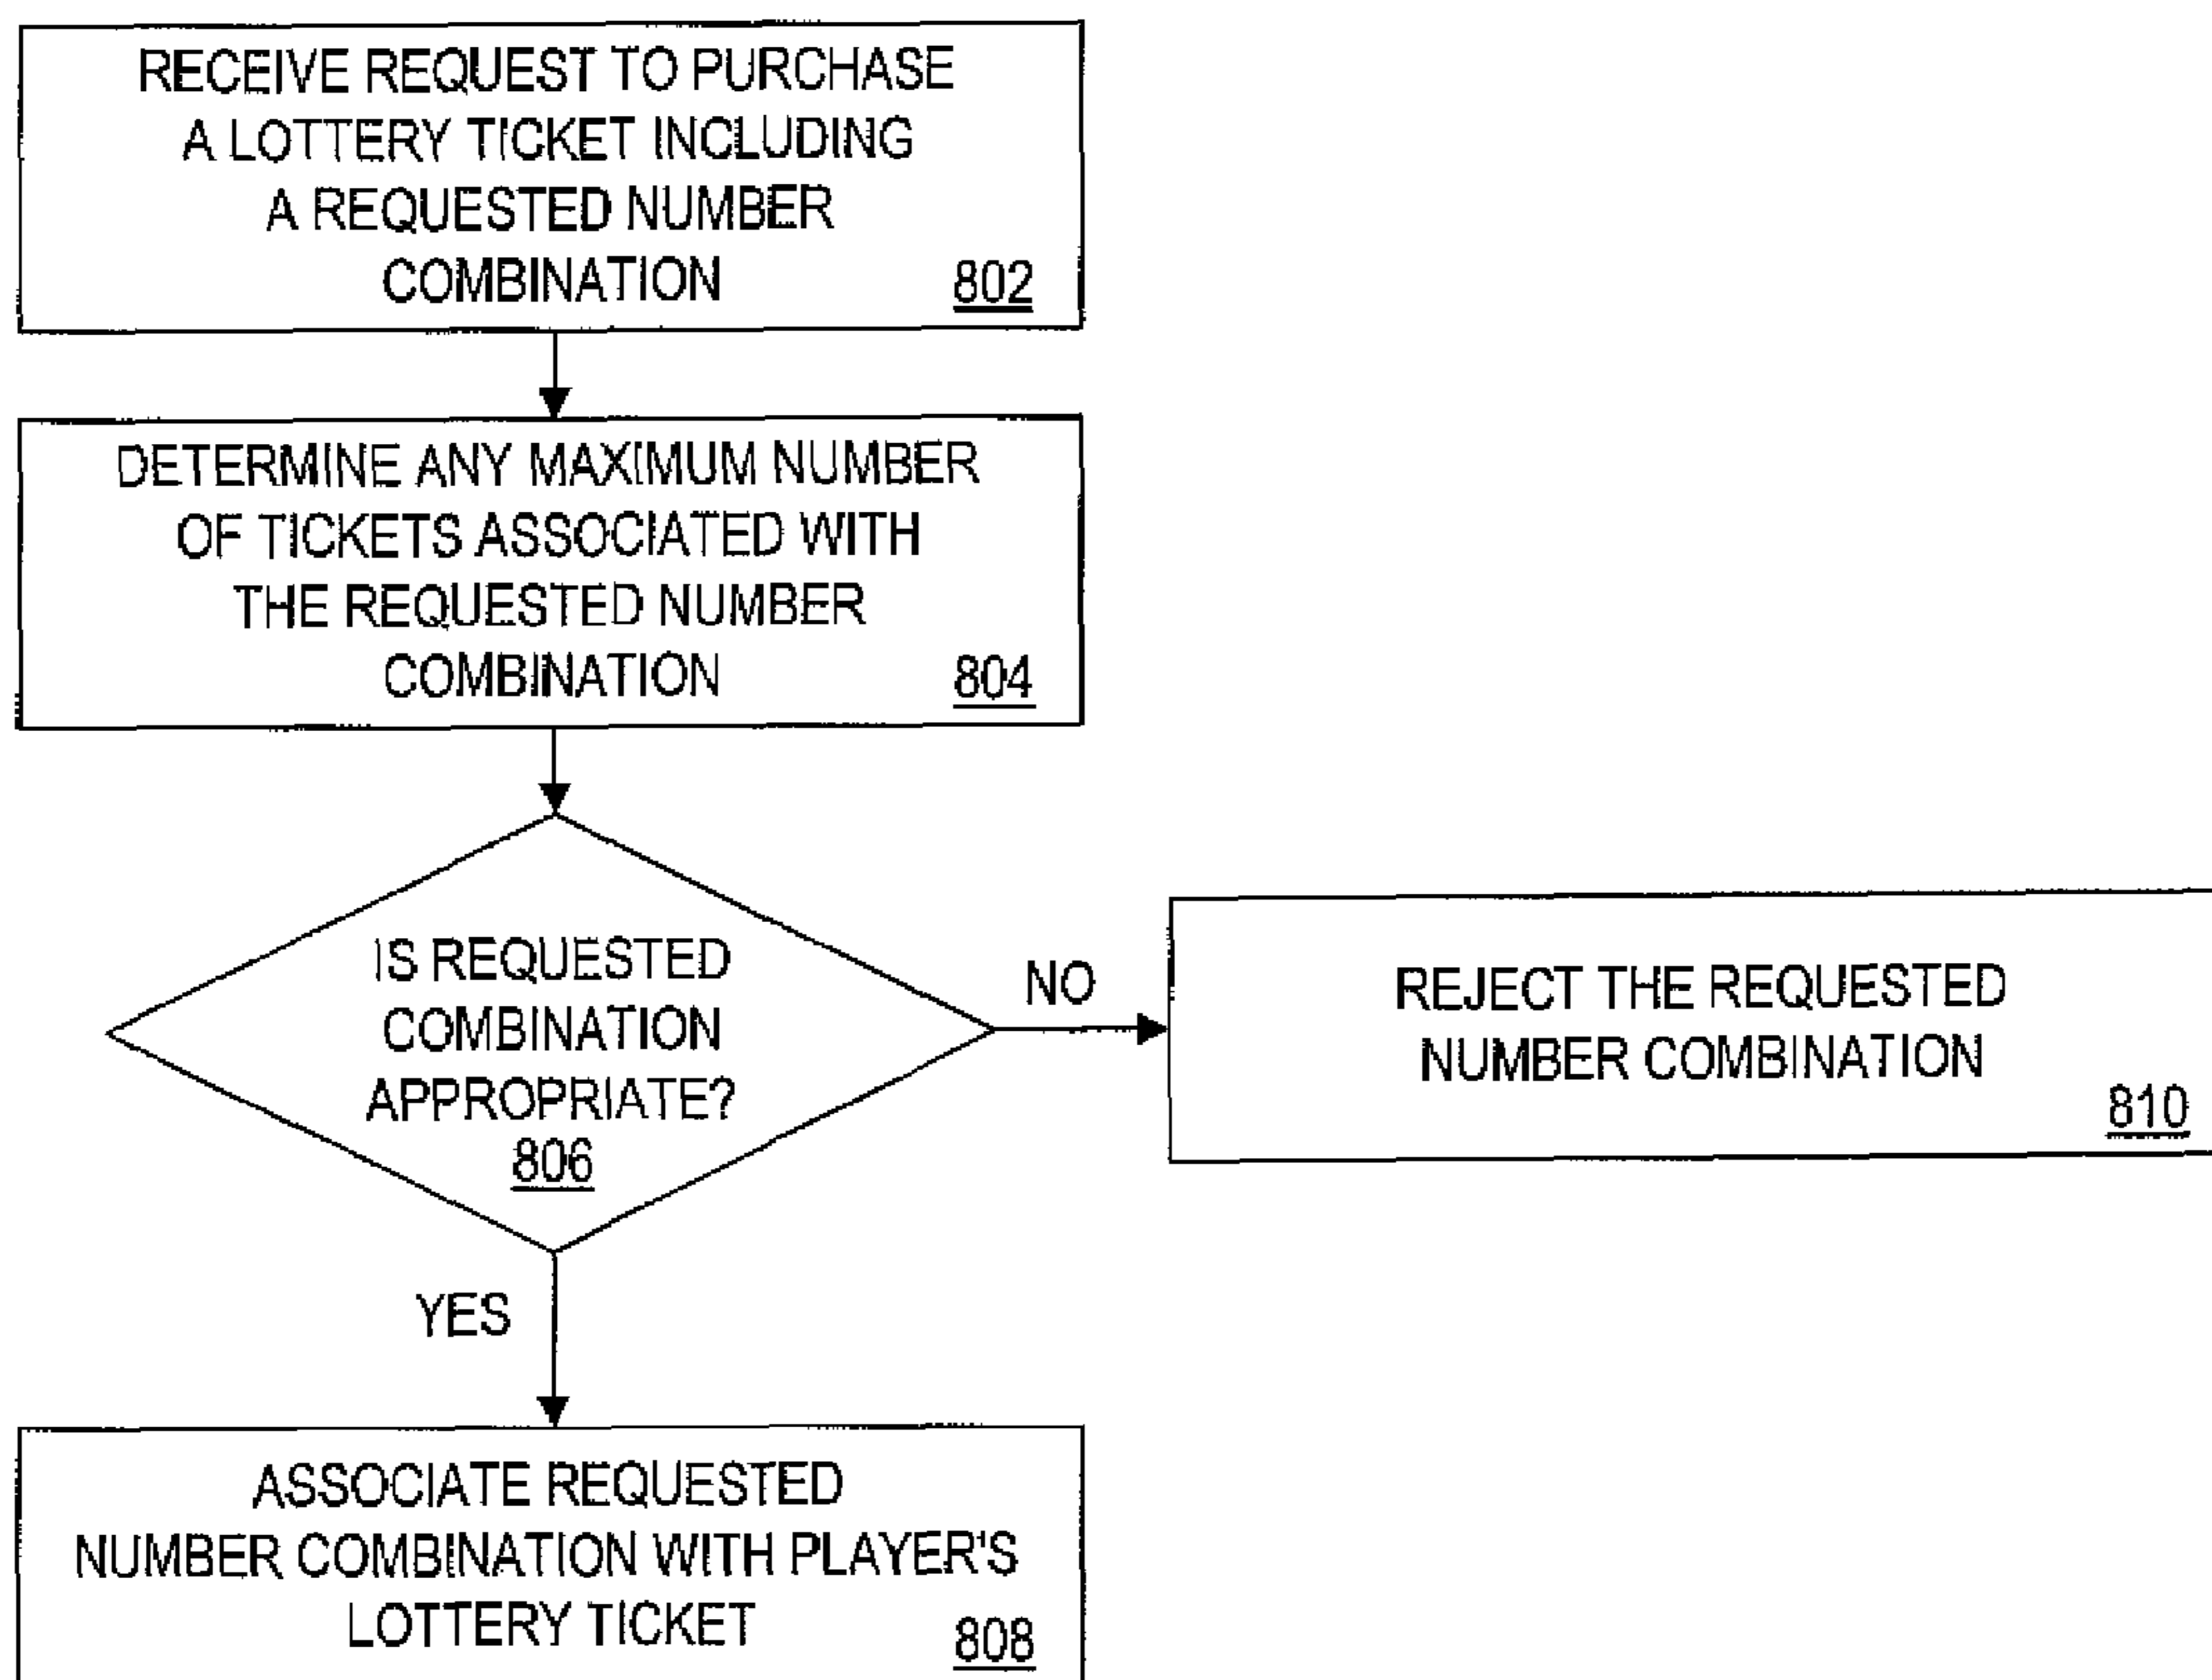 RECEIVE REQUEST TO PURCHASE
A LOTTERY TICKET INCLUDING
A REQUESTED NUMBER
COMBINATION 802
DETERMINE ANY MAXIMUM NUMBER
OF TICKETS ASSOCIATED WITH
THE REQUESTED NUMBER
COMBINATION 804
IS REQUESTED
COMBINATION
APPROPRIATE?
806
NO
REJECT THE REQUESTED
NUMBER COMBINATION
810
YES
ASSOCIATE REQUESTED
NUMBER COMBINATION WITH PLAYER'S
LOTTERY TICKET 808